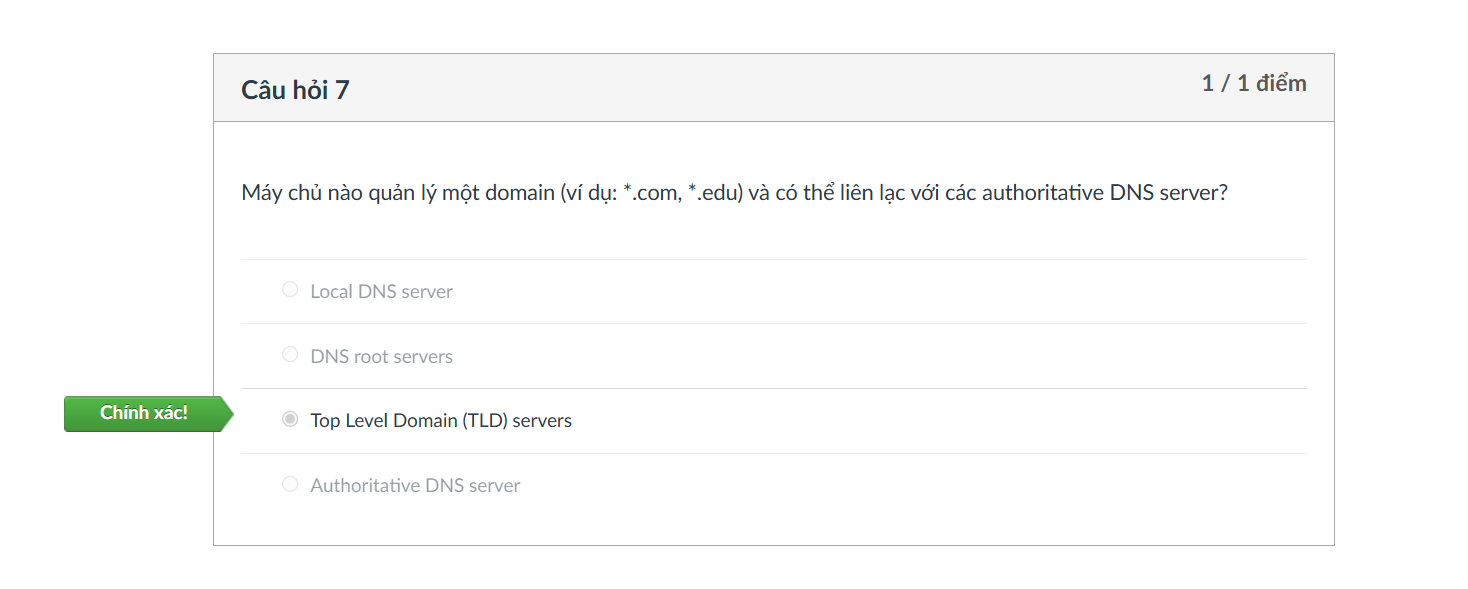 Câu hỏi 7
1 / 1 điểm
Máy chủ nào quản lý một domain (ví dụ: *.com, *.edu) và có thể liên lạc với các authoritative DNS server?
Local DNS server
DNS root servers
Chính xác!
Top Level Domain (TLD) servers
Authoritative DNS server